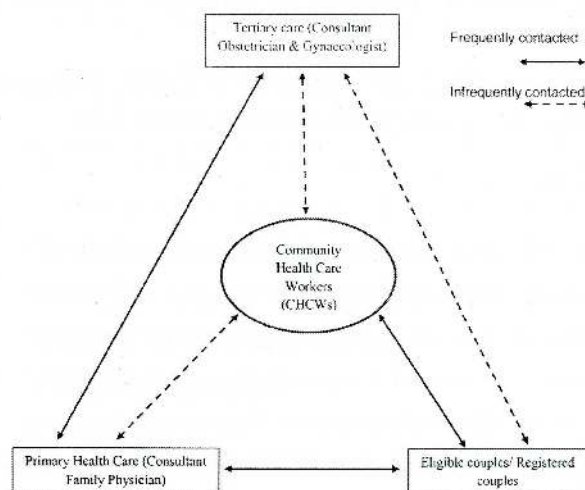 Tertiary care (Consultant
Obstetrician & Gynaecologist)
Frequently contacted
Infrequently contacted
Community
Health Care
Workers
(CHCWs)
Primary Health Care (Consultant
Family Physician)
Eligible couples/ Registered
couples